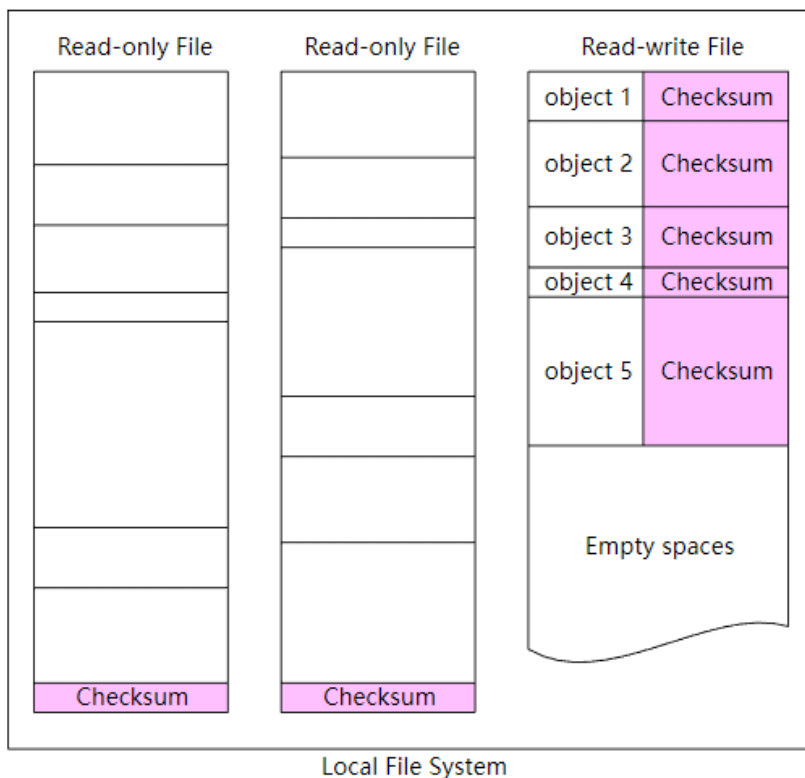 Read-only File
Read-only File
Read-write File
object 1 Checksum
object 2 Checksum
object 3 Checksum
object 4 Checksum
object 5 Checksum
Empty spaces
Checksum
Checksum
Local File System